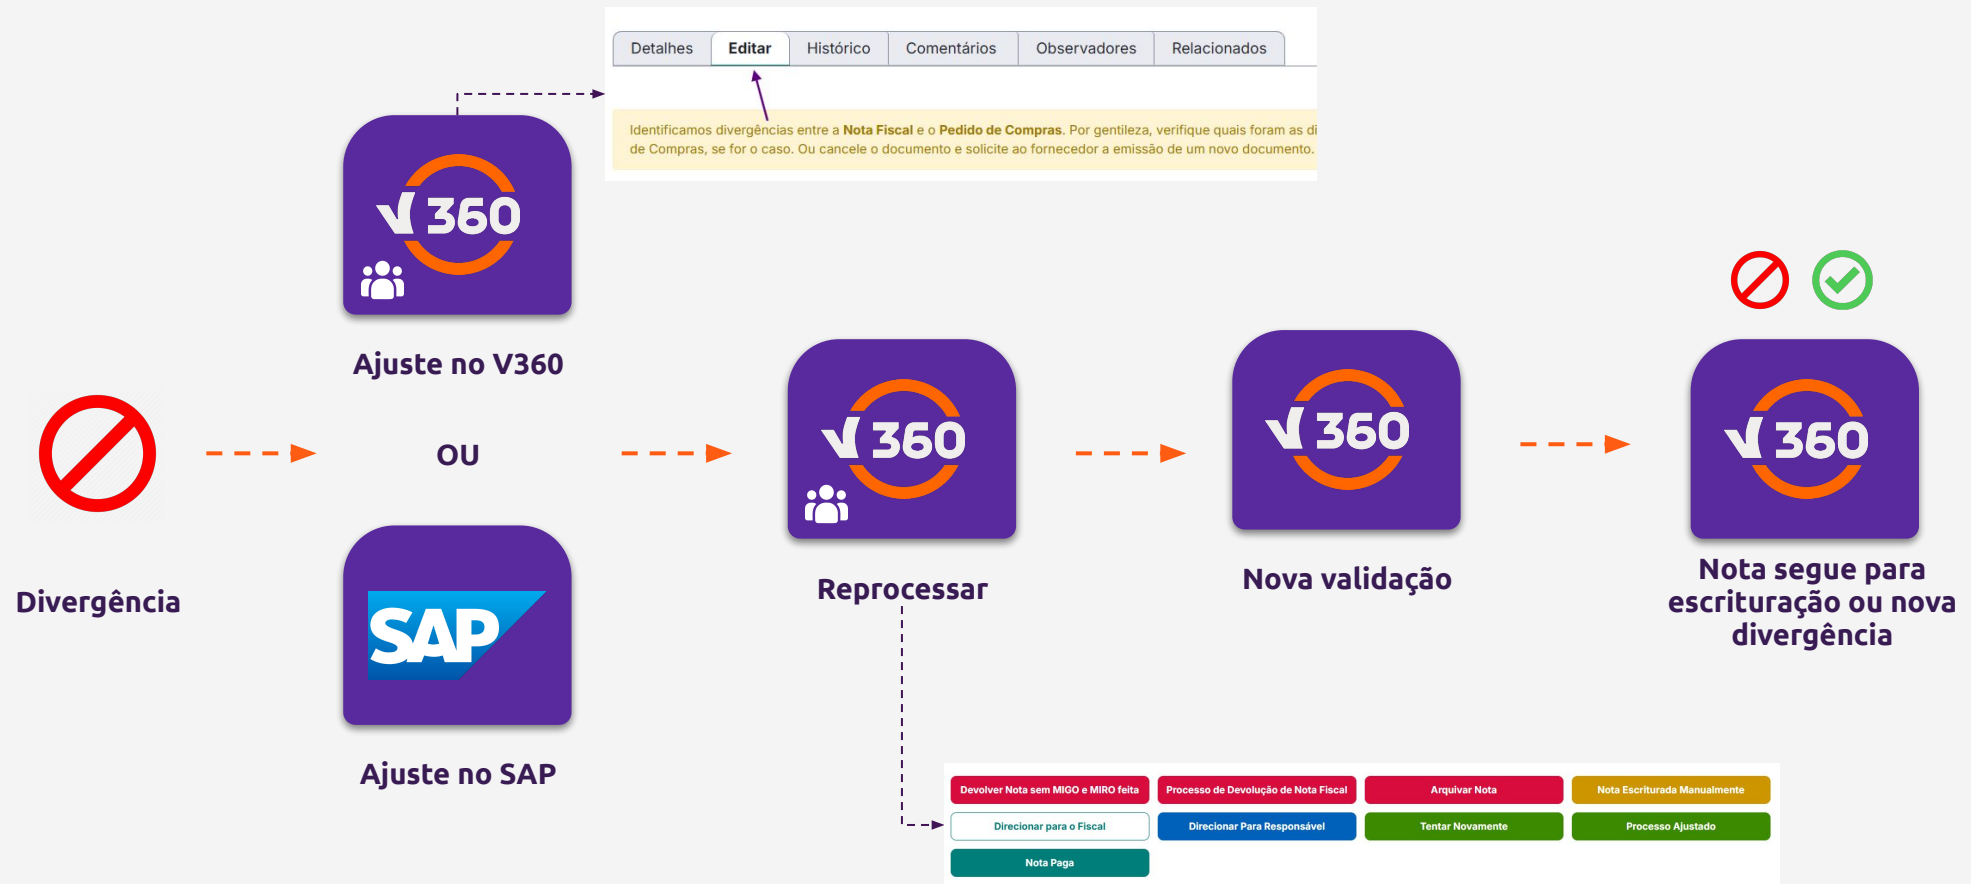 Detalhes Editar Histórico Comentários Observadores Relacionados
Identificamos divergências entre a Nota Fiscal e o Pedido de Compras. Por gentileza, verifique quais foram as di
de Compras, se for o caso. Ou cancele o documento e solicite ao fornecedor a emissão de um novo documento.
V360
Ajuste no V360
Divergência
OU
SAP
Ajuste no SAP
V360
Reprocessar
V360
Nova validação
V360
Nota segue para
escrituração ou nova
divergência
Devolver Nota sem MIGO e MIRO feita Processo de Devolução de Nota Fiscal Arquivar Nota Nota Escriturada Manualmente
Direcionar para o Fiscal Direcionar Para Responsável Tentar Novamente Processo Ajustado
Nota Paga